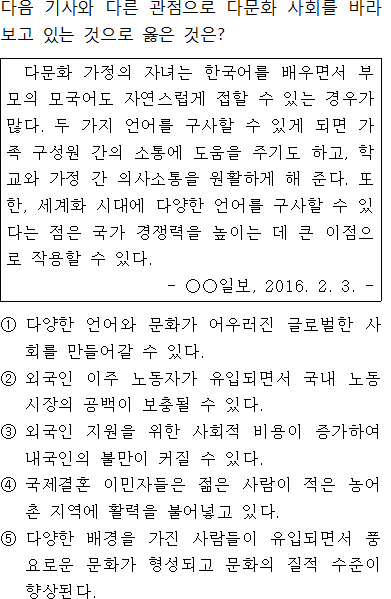 다음 기사와 다른 관점으로 다문화 사회를 바라
보고 있는 것으로 옳은 것은?
다문화 가정의 자녀는 한국어를 배우면서 부
모의 모국어도 자연스럽게 접할 수 있는 경우가
많다. 두 가지 언어를 구사할 수 있게 되면 가
족 구성원 간의 소통에 도움을 주기도 하고, 학
교와 가정 간 의사소통을 원활하게 해 준다. 또
한, 세계화 시대에 다양한 언어를 구사할 수 있
다는 점은 국가 경쟁력을 높이는 데 큰 이점으
로 작용할 수 있다.
- ○○일보, 2016. 2. 3. -
① 다양한 언어와 문화가 어우러진 글로벌한 사
회를 만들어갈 수 있다.
② 외국인 이주 노동자가 유입되면서 국내 노동
시장의 공백이 보충될 수 있다.
③ 외국인 지원을 위한 사회적 비용이 증가하여
내국인의 불만이 커질 수 있다.
④ 국제결혼 이민자들은 젊은 사람이 적은 농어
촌 지역에 활력을 불어넣고 있다.
⑤ 다양한 배경을 가진 사람들이 유입되면서 풍
요로운 문화가 형성되고 문화의 질적 수준이
향상된다.